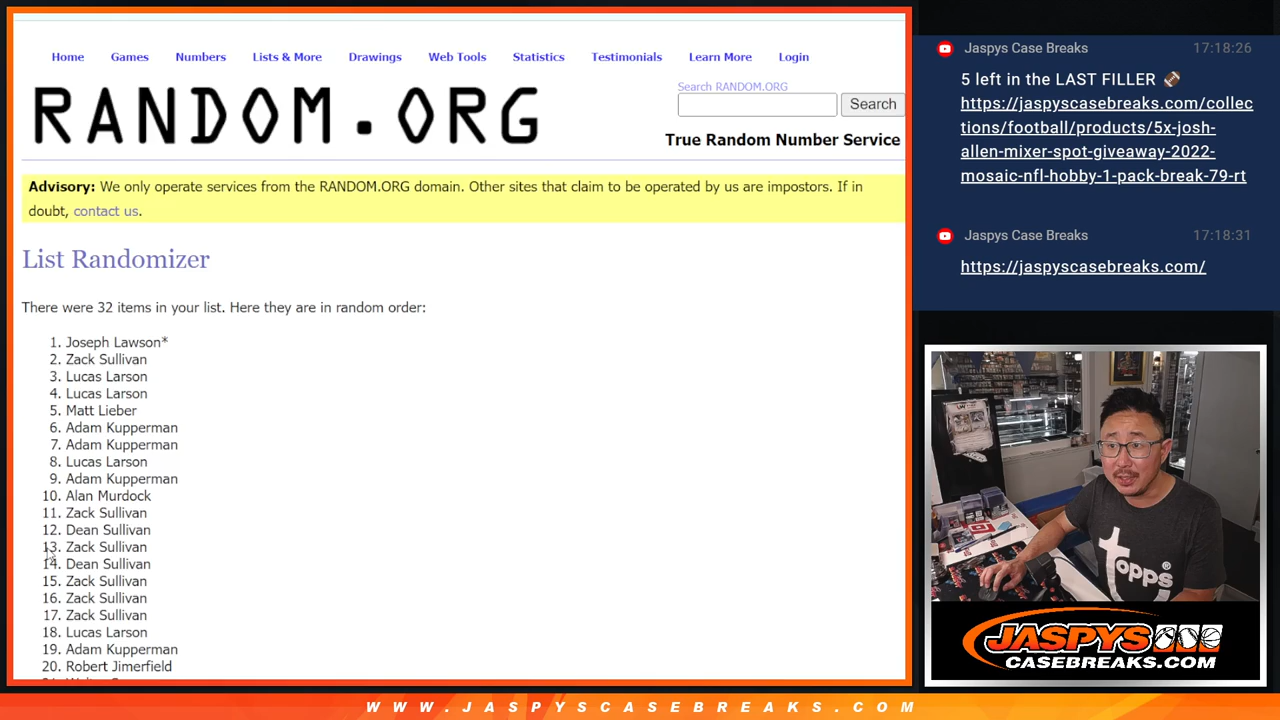 Home Games Numbers Lists & More Drawings Web Tools Statistics Testimonials Learn More Login
RANDOM.ORG
Search RANDOM.ORG
Search
True Random Number Service
Advisory: We only operate services from the RANDOM.ORG domain. Other sites that claim to be operated by us are impostors. If in
doubt, contact us.
List Randomizer
There were 32 items in your list. Here they are in random order:
1. Joseph Lawson*
2. Zack Sullivan
3. Lucas Larson
4. Lucas Larson
5. Matt Lieber
6. Adam Kupperman
7. Adam Kupperman
8. Lucas Larson
9. Adam Kupperman
10. Alan Murdock
11. Zack Sullivan
12. Dean Sullivan
13. Zack Sullivan
14. Dean Sullivan
15. Zack Sullivan
16. Zack Sullivan
17. Zack Sullivan
18. Lucas Larson
19. Adam Kupperman
20. Robert Jimerfield
Jaspys Case Breaks 17:18:26
5 left in the LAST FILLER 🏈
https://jaspyscasebreaks.com/collec
tions/football/products/5x-josh-
allen-mixer-spot-giveaway-2022-
mosaic-nfl-hobby-1-pack-break-79-rt
Jaspys Case Breaks 17:18:31
https://jaspyscasebreaks.com/
topps
JASPYS
CASEBREAKS.COM
WWW.JASPYSCASEBREAKS.COM